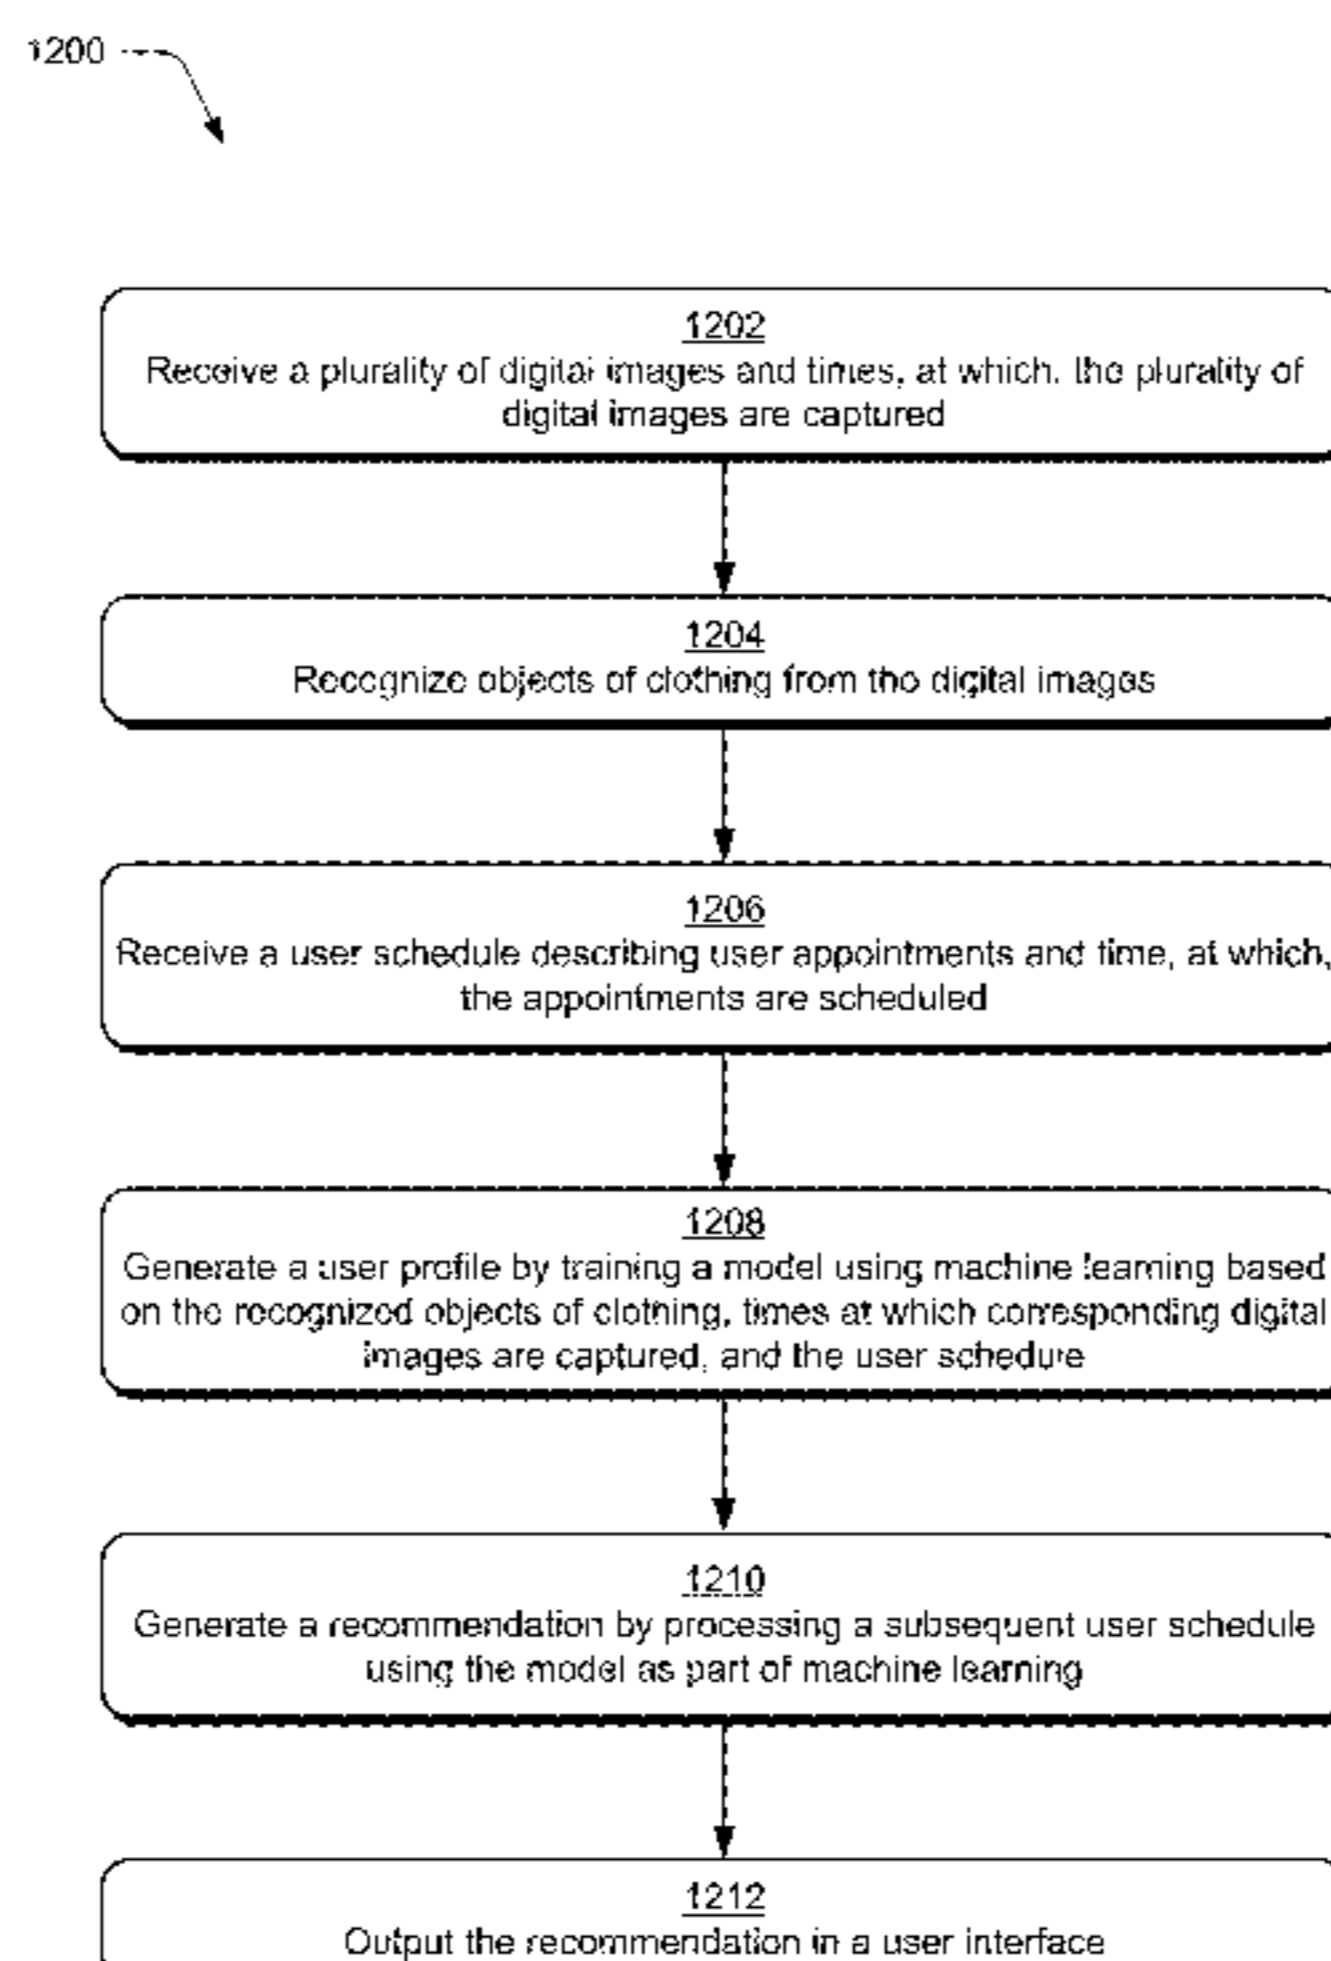 1200
1202
Receive a plurality of digital images and times, at which, the plurality of
digital images are captured
1204
Recognize objects of clothing from the digital images
1206
Receive a user schedule describing user appointments and time, at which,
the appointments are scheduled
1208
Generate a user profile by training a model using machine learning based
on the recognized objects of clothing, times at which corresponding digital
images are captured, and the user schedule
1210
Generate a recommendation by processing a subsequent user schedule
using the model as part of machine learning
1212
Output the recommendation in a user interface